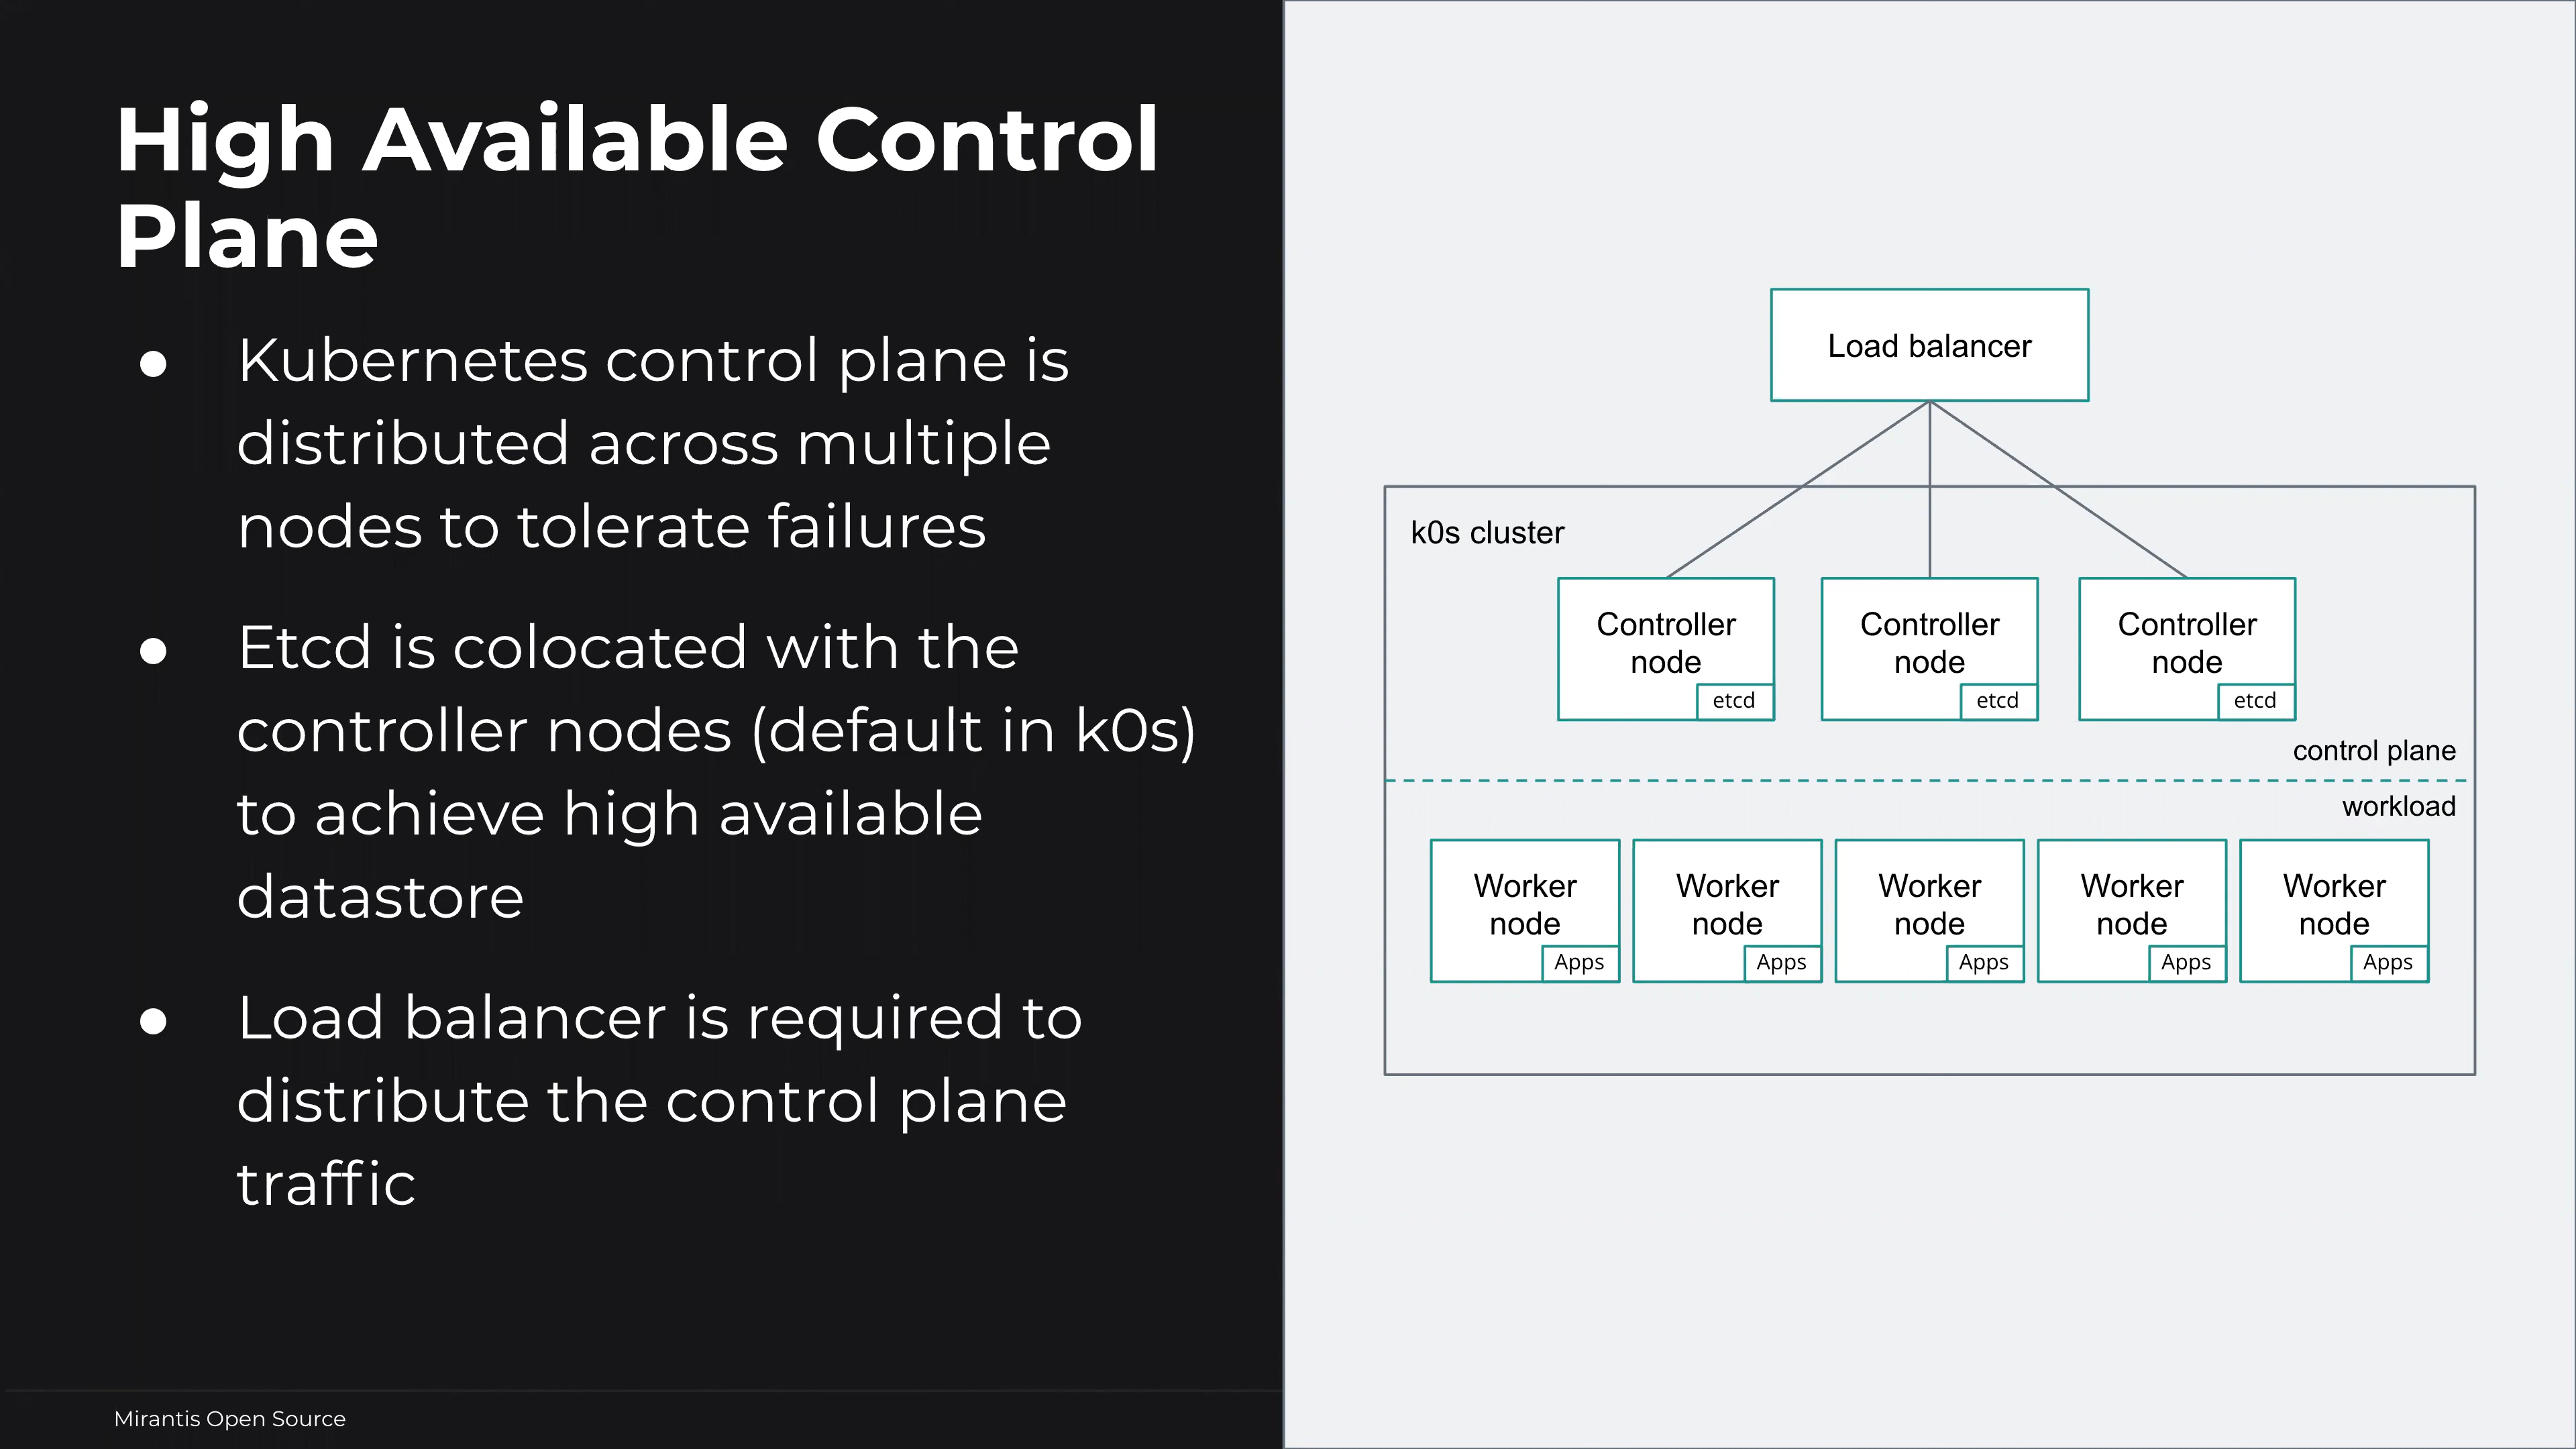 High Available Control
Plane
● Kubernetes control plane is
distributed across multiple
nodes to tolerate failures
● Etcd is colocated with the
controller nodes (default in k0s)
to achieve high available
datastore
● Load balancer is required to
distribute the control plane
traffic
Mirantis Open Source
Load balancer
k0s cluster
Controller
node
etcd
Controller
node
etcd
Controller
node
etcd
control plane
workload
Worker
node
Apps
Worker
node
Apps
Worker
node
Apps
Worker
node
Apps
Worker
node
Apps